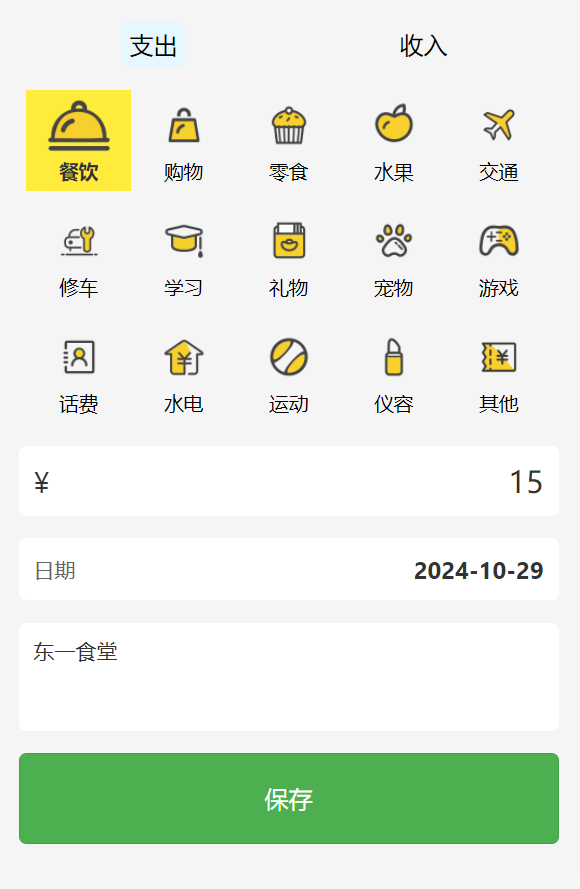 支出 收入
餐饮 购物 零食 水果 交通
修车 学习 礼物 宠物 游戏
话费 水电 运动 仪容 其他
¥ 15
日期 2024-10-29
东一食堂
保存